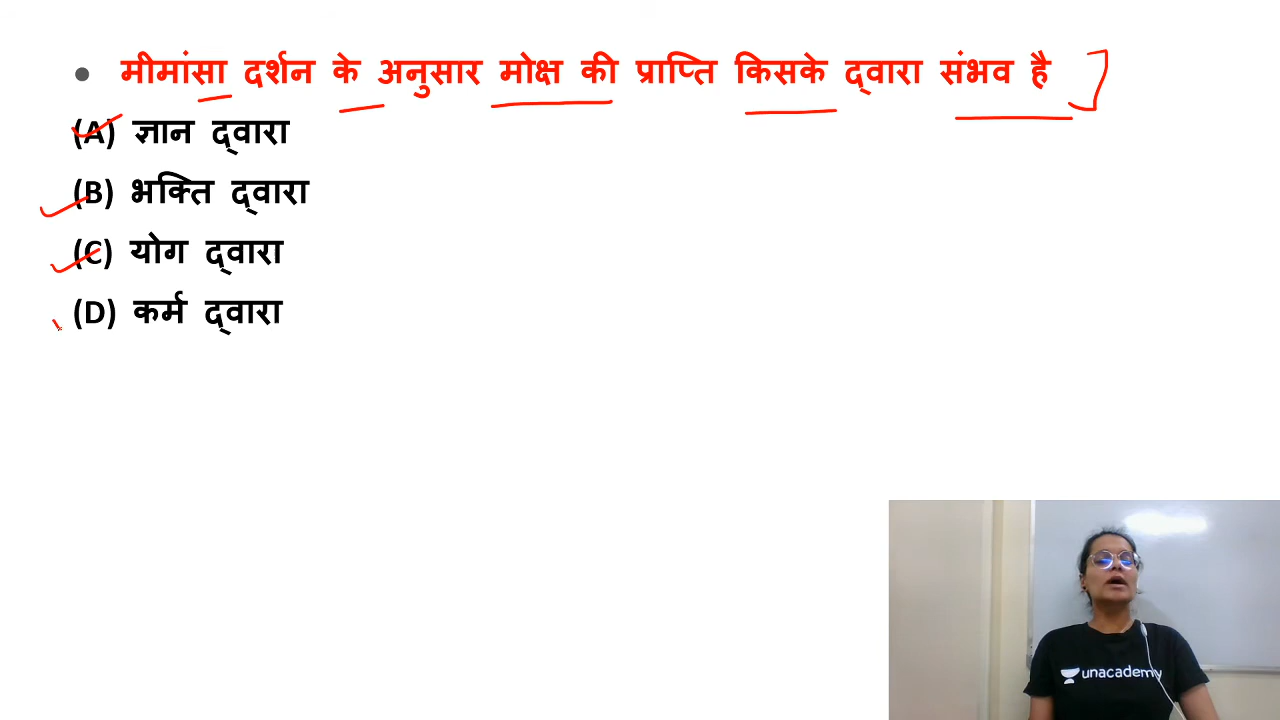 मीमांसा दर्शन के अनुसार मोक्ष की प्राप्ति किसके द्वारा संभव है
(A) ज्ञान द्वारा
(B) भक्ति द्वारा
(C) योग द्वारा
(D) कर्म द्वारा
unacademy